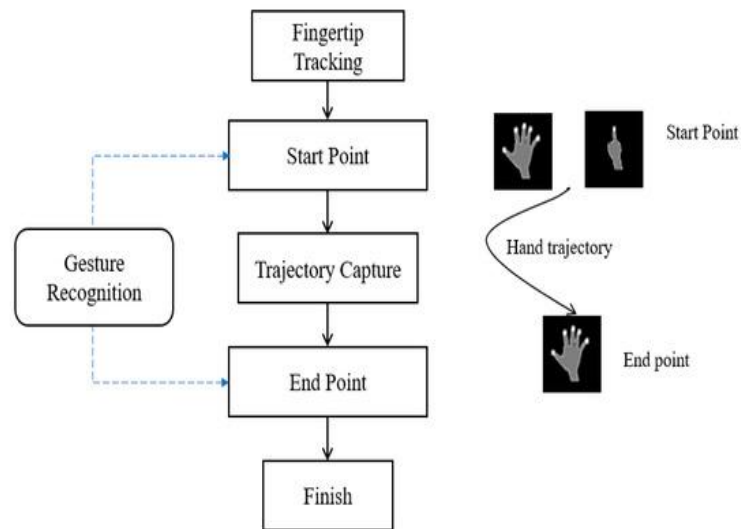 Fingertip
Tracking
Start Point
Start Point
Hand trajectory
Gesture
Recognition
Trajectory Capture
End Point
End point
Finish